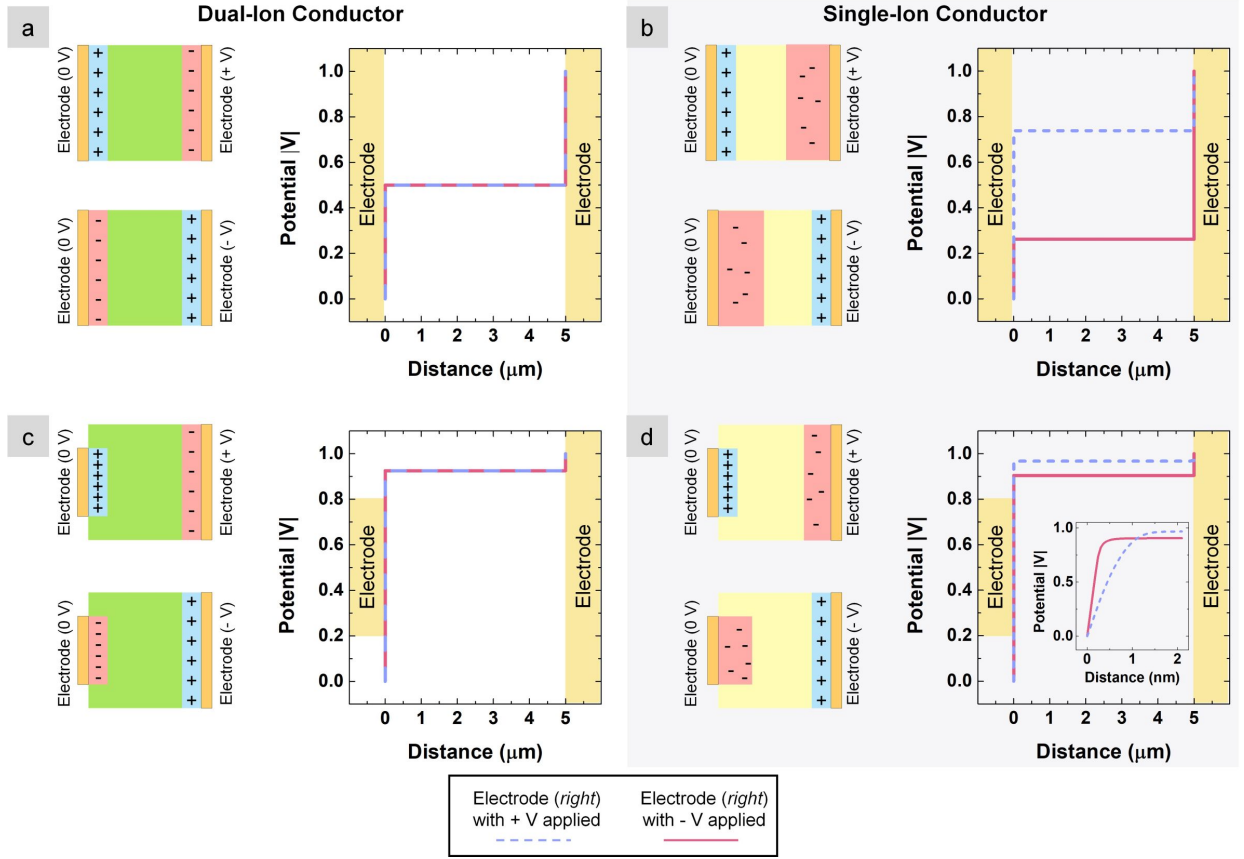 Dual-Ion Conductor
Single-Ion Conductor
a
Electrode (0 V)
+
+
+
+
+
+
-
-
-
-
-
-
Electrode (+ V)
Electrode (0 V)
-
-
-
-
-
-
+
+
+
+
+
+
Electrode (- V)
Potential |V|
1.0
0.8
0.6
0.4
0.2
0.0
Electrode
Electrode
0 1 2 3 4 5
Distance (μm)
b
Electrode (0 V)
+
+
+
+
+
+
-
-
-
-
-
-
Electrode (+ V)
Electrode (0 V)
-
-
-
-
-
-
+
+
+
+
+
+
Electrode (- V)
Potential |V|
1.0
0.8
0.6
0.4
0.2
0.0
Electrode
Electrode
0 1 2 3 4 5
Distance (μm)
c
Electrode (0 V)
+
+
+
+
+
+
-
-
-
-
-
-
Electrode (+ V)
Electrode (0 V)
-
-
-
-
-
-
+
+
+
+
+
+
Electrode (- V)
Potential |V|
1.0
0.8
0.6
0.4
0.2
0.0
Electrode
Electrode
0 1 2 3 4 5
Distance (μm)
d
Electrode (0 V)
+
+
+
+
+
+
-
-
-
-
-
-
Electrode (+ V)
Electrode (0 V)
-
-
-
-
-
-
+
+
+
+
+
+
Electrode (- V)
Potential |V|
1.0
0.8
0.6
0.4
0.2
0.0
Electrode
Electrode
Potential |V|
1.0
0.5
0.0
0 1 2
Distance (nm)
0 1 2 3 4 5
Distance (μm)
Electrode (right)
with + V applied
Electrode (right)
with - V applied